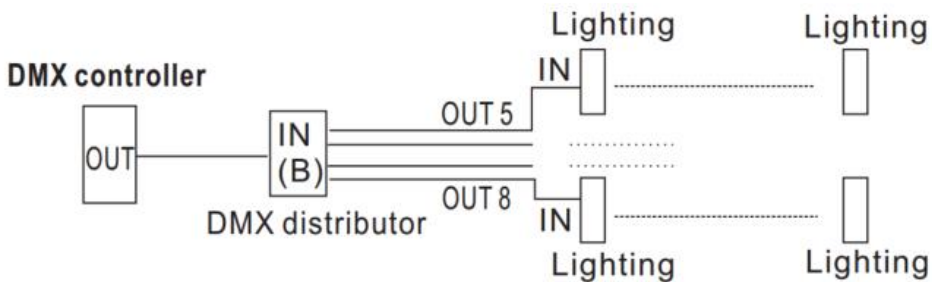 Lighting
Lighting
DMX controller
IN
OUT 5
OUT
IN
(B)
OUT 8
IN
DMX distributor
Lighting
Lighting